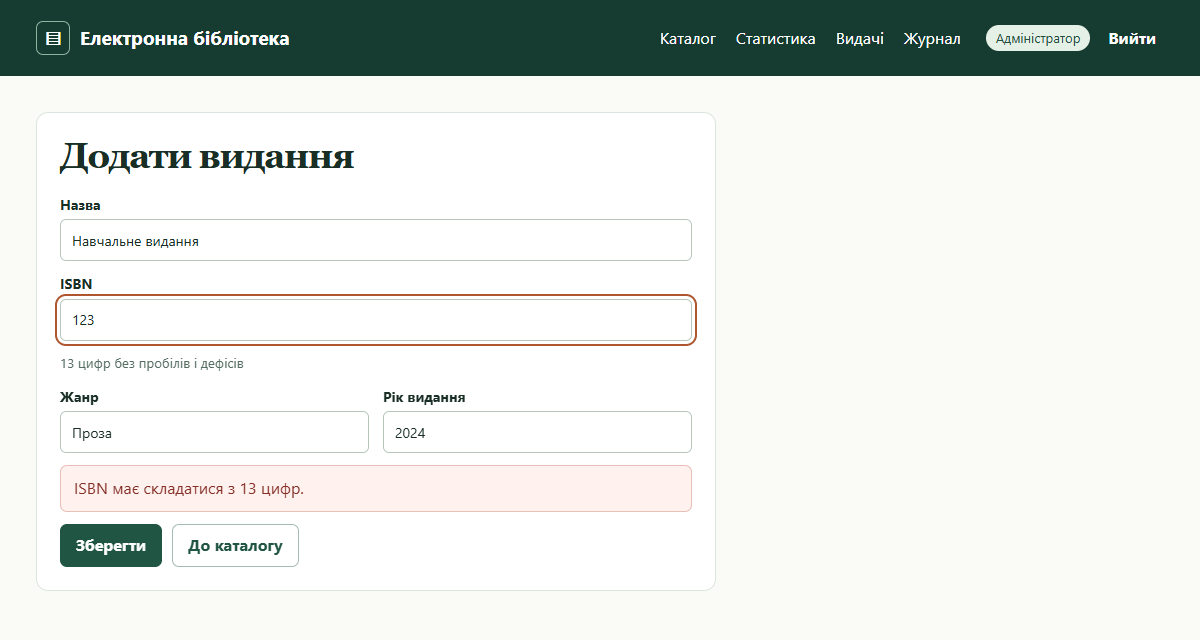 Електронна бібліотека
Каталог Статистика Видачі Журнал Адміністратор Вийти
Додати видання
Назва
Навчальне видання
ISBN
123
13 цифр без пробілів і дефісів
Жанр Рік видання
Проза 2024
ISBN має складатися з 13 цифр.
Зберегти До каталогу